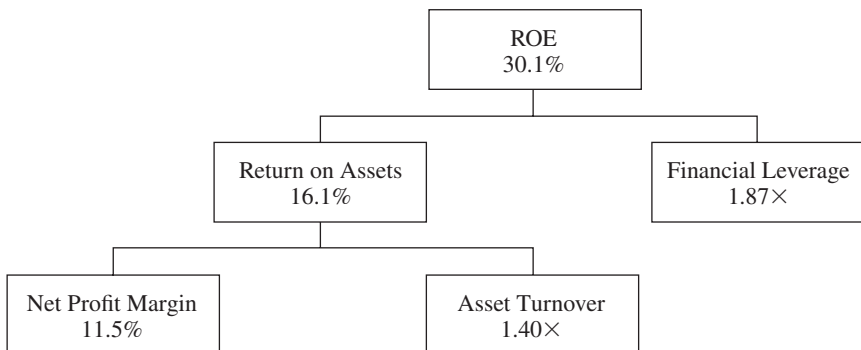 ROE
30.1%
Return on Assets
16.1%
Financial Leverage
1.87×
Net Profit Margin
11.5%
Asset Turnover
1.40×